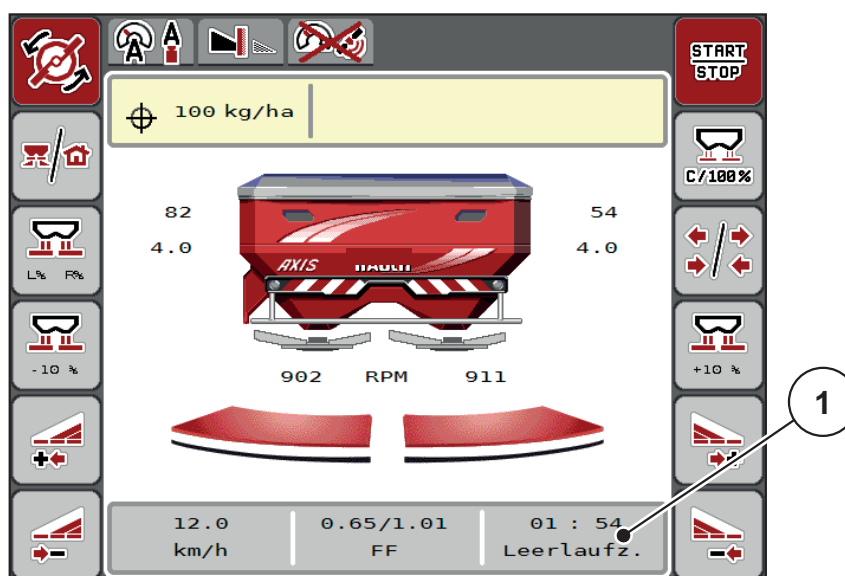 A A
START
STOP
100 kg/ha
C/100%
82 54
4.0 4.0
L% R%
AXIS RAUCH
-10 % +10 %
902 RPM 911
1
12.0 0.65/1.01 01 : 54
km/h FF Leerlaufz.